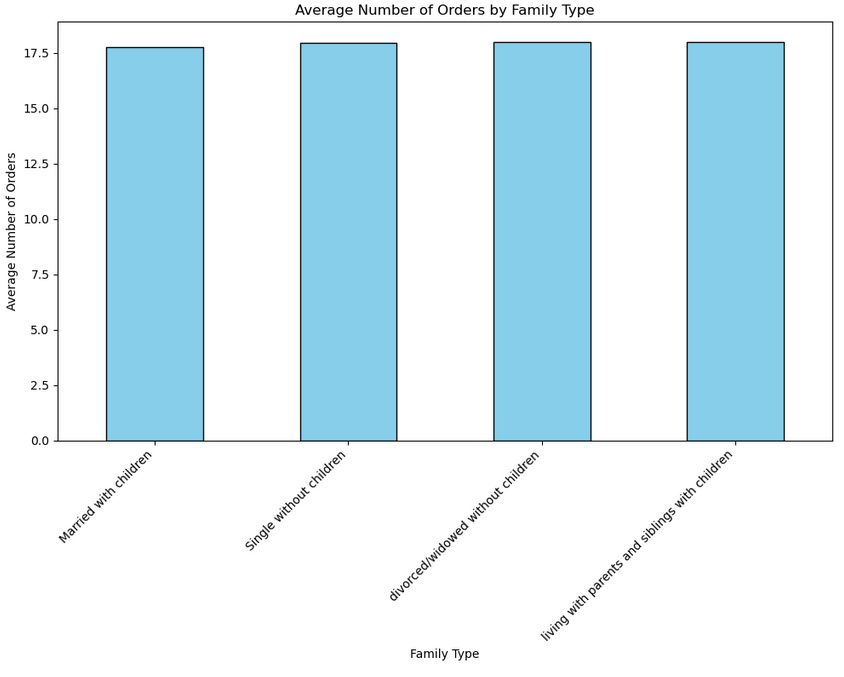 Average Number of Orders by Family Type
Average Number of Orders
17.5
15.0
12.5
10.0
7.5
5.0
2.5
0.0
Married with children
Single without children
divorced/widowed without children
living with parents and siblings with children
Family Type